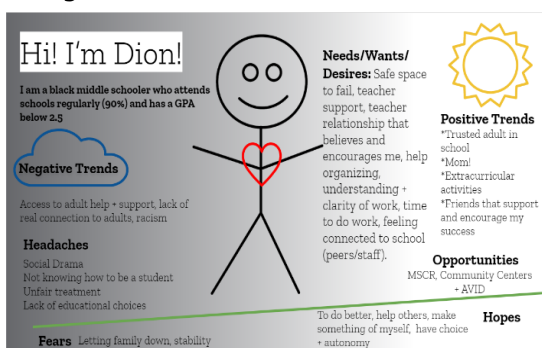 Hi! I'm Dion!
I am a black middle schooler who attends
schools regularly (90%) and has a GPA
below 2.5
Negative Trends
Access to adult help + support, lack of
real connection to adults, racism
Headaches
Social Drama
Not knowing how to be a student
Unfair treatment
Lack of educational choices
Needs/Wants/
Desires: Safe space
to fail, teacher
support, teacher
relationship that
believes and
encourages me, help
organizing,
understanding +
clarity of work, time
to do work, feeling
connected to school
(peers/staff).
Positive Trends
*Trusted adult in
school
*Mom!
*Extracurricular
activities
*Friends that support
and encourage my
success
Opportunities
MSCR, Community Centers
+ AVID
Fears Letting family down, stability
To do better, help others, make
something of myself, have choice
+ autonomy
Hopes